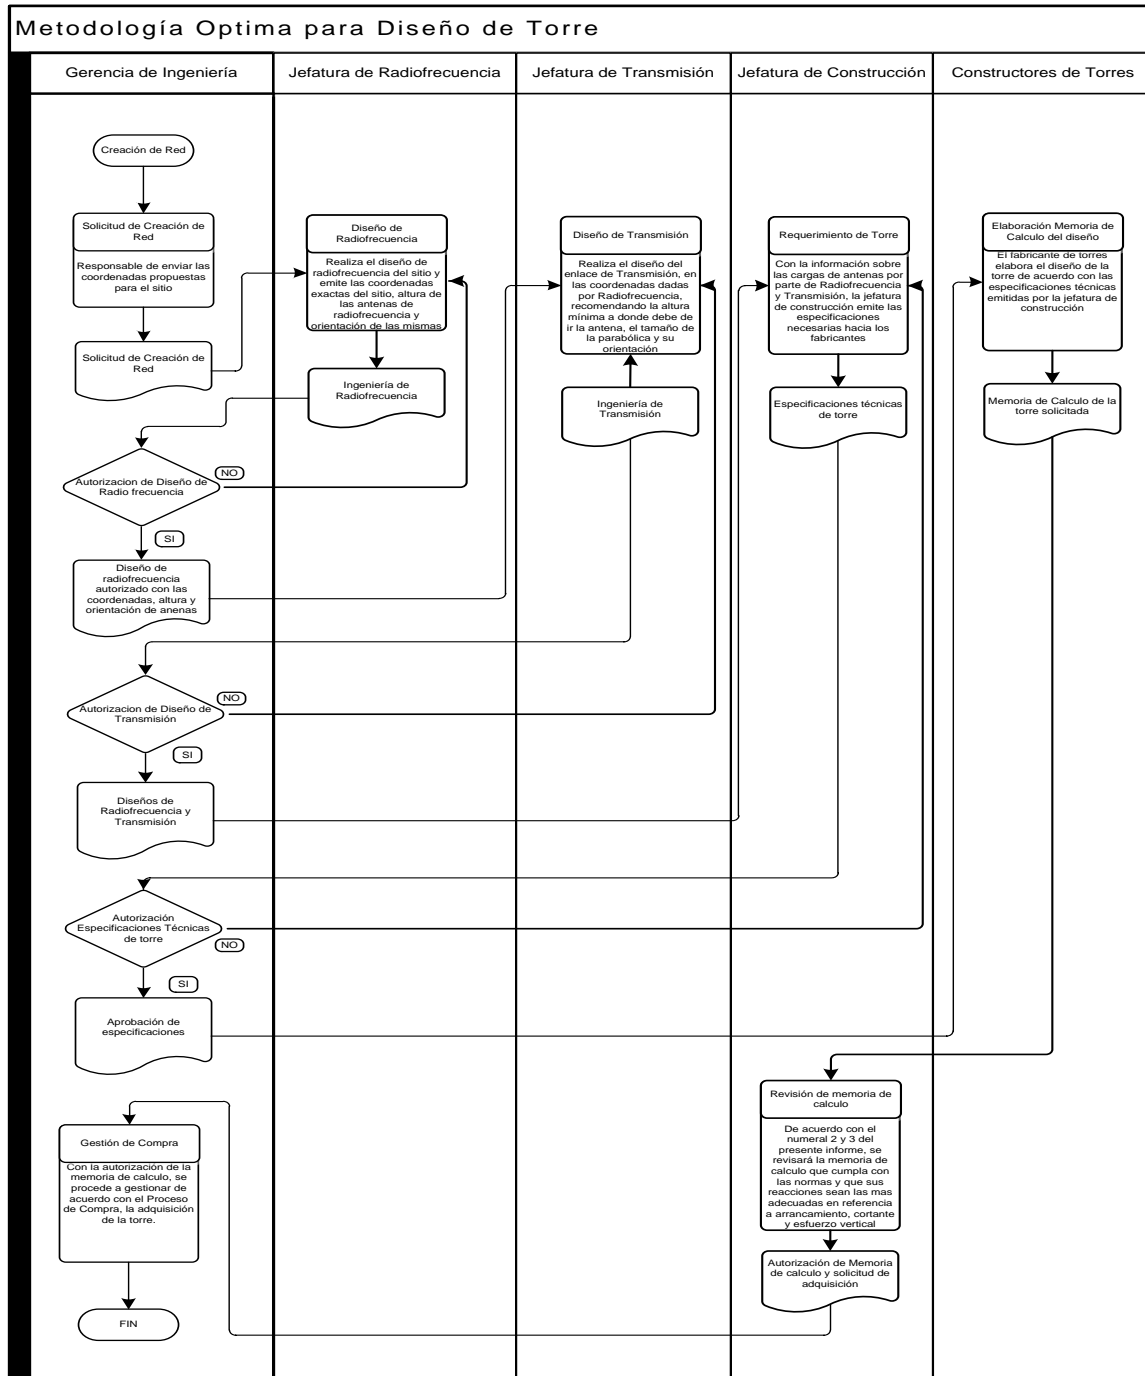 Metodología Optima para Diseño de Torre
Gerencia de Ingeniería
Jefatura de Radiofrecuencia
Jefatura de Transmisión
Jefatura de Construcción
Constructores de Torres
Creación de Red
Solicitud de Creación de
Red
Responsable de enviar las
coordenadas propuestas
para el sitio
Solicitud de Creación de
Red
Diseño de
Radiofrecuencia
Realiza el diseño de
radiofrecuencia del sitio y
emite las coordenadas
exactas del sitio, altura de
las antenas de
radiofrecuencia y
orientación de las mismas
Ingeniería de
Radiofrecuencia
Diseño de Transmisión
Realiza el diseño del
enlace de Transmisión, en
las coordenadas dadas
por Radiofrecuencia,
recomendando la altura
mínima a donde debe de
ir la antena, el tamaño de
la parabólica y su
orientación
Ingeniería de
Transmisión
Requerimiento de Torre
Con la información sobre
las cargas de antenas por
parte de Radiofrecuencia
y Transmisión, la jefatura
de construcción emite las
especificaciones
necesarias hacia los
fabricantes
Especificaciones técnicas
de torre
Elaboración Memoria de
Calculo del diseño
El fabricante de torres
elabora el diseño de la
torre de acuerdo con las
especificaciones técnicas
emitidas por la jefatura de
construcción
Memoria de Calculo de la
torre solicitada
Autorizacion de Diseño de
Radio frecuencia
NO
SI
Diseño de
radiofrecuencia
autorizado con las
coordenadas, altura y
orientación de anenas
Autorizacion de Diseño de
Transmisión
NO
SI
Diseños de
Radiofrecuencia y
Transmisión
Autorización
Especificaciones Técnicas
de torre
NO
SI
Aprobación de
especificaciones
Revisión de memoria de
calculo
De acuerdo con el
numeral 2 y 3 del
presente informe, se
revisará la memoria de
calculo que cumpla con
las normas y que sus
reacciones sean las mas
adecuadas en referencia
a arrancamiento, cortante
y esfuerzo vertical
Autorización de Memoria
de calculo y solicitud de
adquisición
Gestión de Compra
Con la autorización de la
memoria de calculo, se
procede a gestionar de
acuerdo con el Proceso
de Compra, la adquisición
de la torre.
FIN